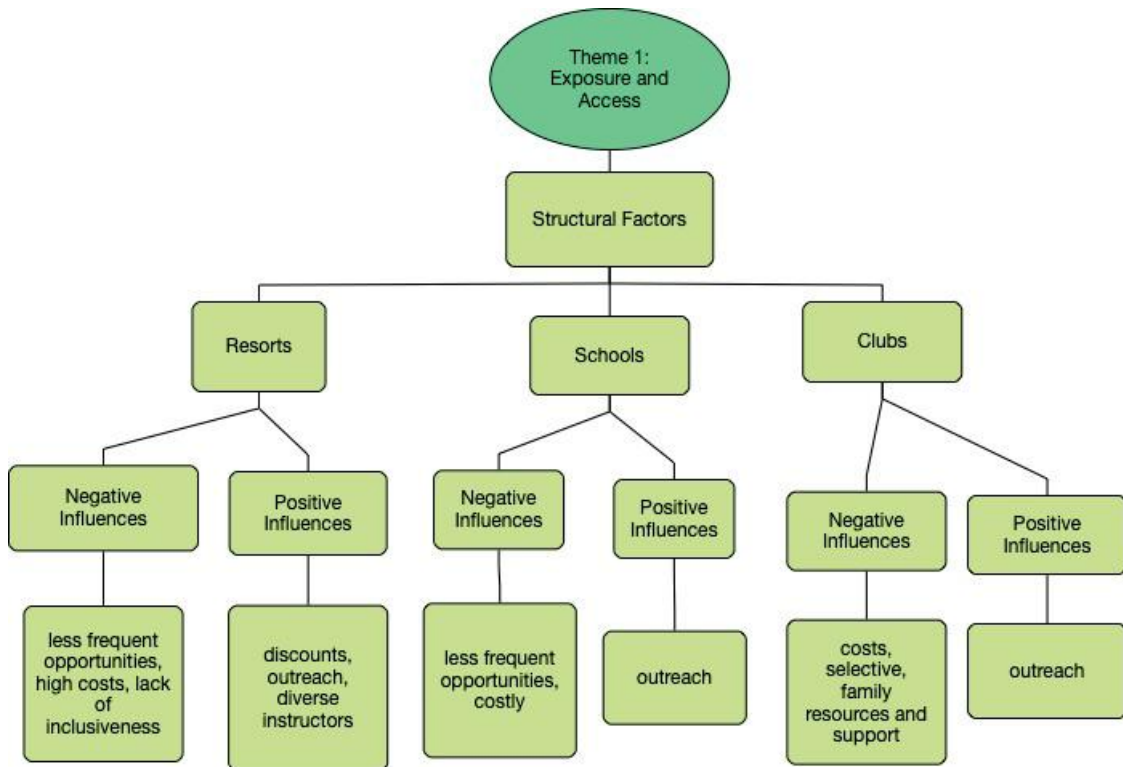 Theme 1:
Exposure and
Access
Structural Factors
Resorts
Schools
Clubs
Negative
Influences
Positive
Influences
Negative
Influences
Positive
Influences
Negative
Influences
Positive
Influences
less frequent
opportunities,
high costs, lack
of
inclusiveness
discounts,
outreach,
diverse
instructors
less frequent
opportunities,
costly
outreach
costs,
selective,
family
resources and
support
outreach